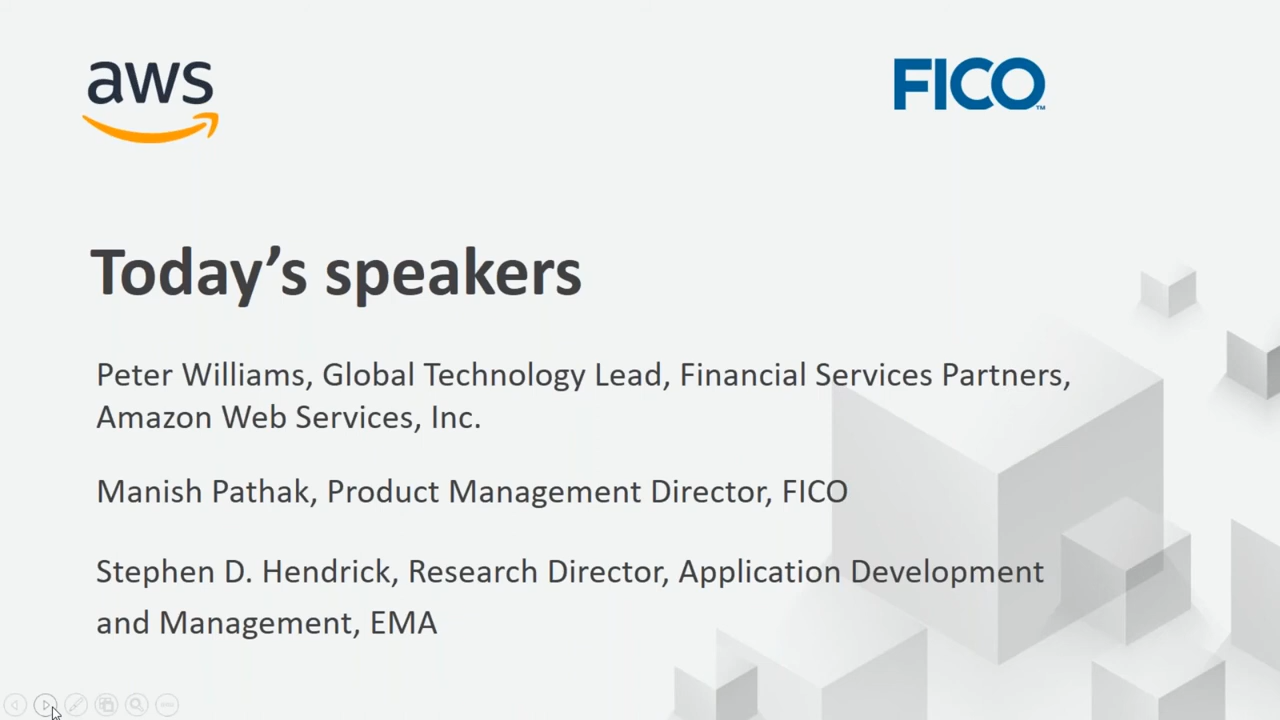 aws
FICO™
Today’s speakers
Peter Williams, Global Technology Lead, Financial Services Partners,
Amazon Web Services, Inc.
Manish Pathak, Product Management Director, FICO
Stephen D. Hendrick, Research Director, Application Development
and Management, EMA